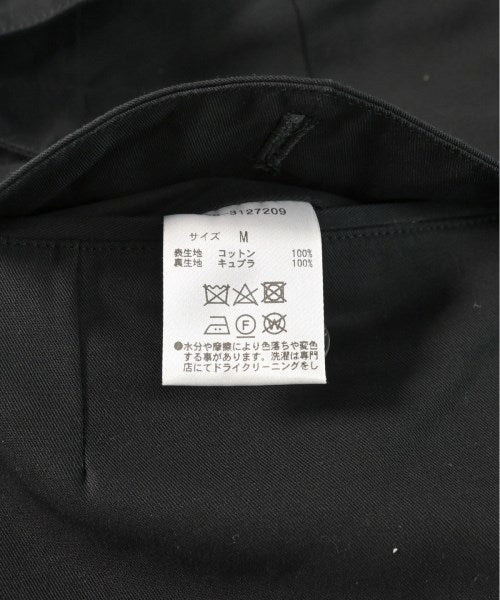 3127209
サイズ M
表生地 コットン 100%
裏生地 キュプラ 100%
F W
●水分や摩擦により色落ちや変色
する事があります。洗濯は専門
店にてドライクリーニングをし